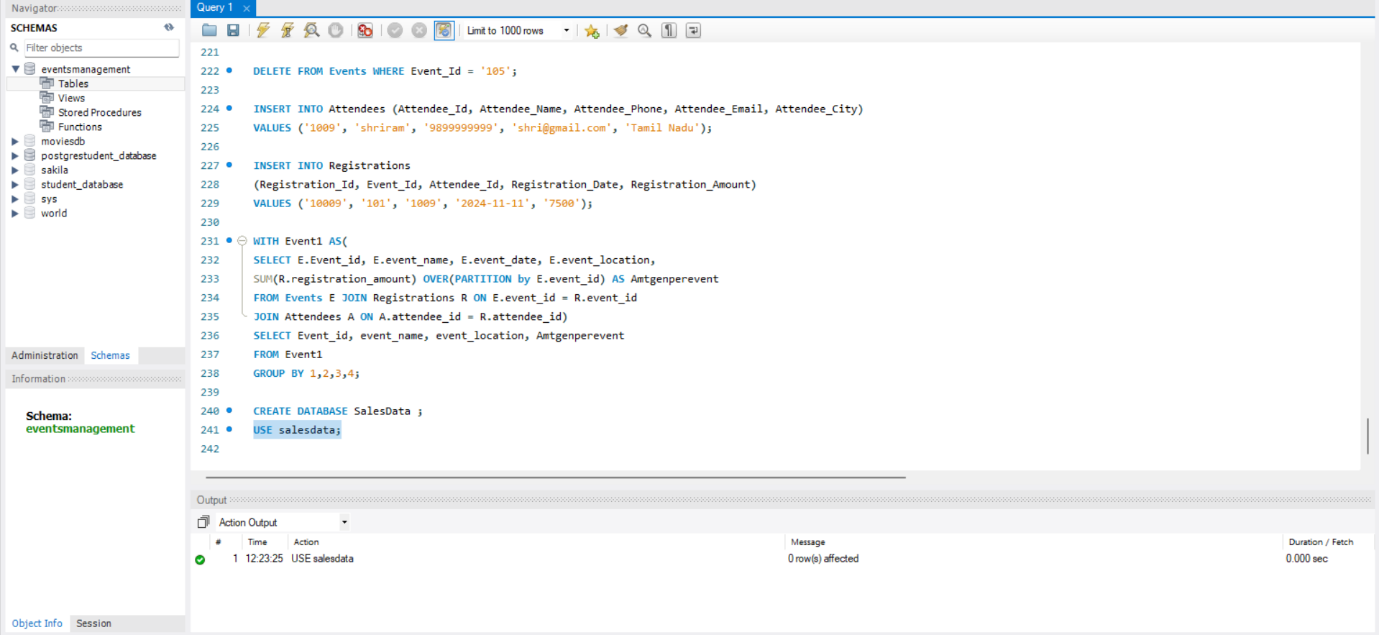 Navigator
SCHEMAS
Filter objects
eventsmanagement
Tables
Views
Stored Procedures
Functions
moviesdb
postgrestudent_database
sakila
student_database
sys
world
Administration Schemas
Information
Schema:
eventsmanagement
Object Info Session
Query 1
Limit to 1000 rows
221
222 DELETE FROM Events WHERE Event_Id = '105';
223
224 INSERT INTO Attendees (Attendee_Id, Attendee_Name, Attendee_Phone, Attendee_Email, Attendee_City)
225 VALUES ('1009', 'shriram', '9899999999', 'shri@gmail.com', 'Tamil Nadu');
226
227 INSERT INTO Registrations
228 (Registration_Id, Event_Id, Attendee_Id, Registration_Date, Registration_Amount)
229 VALUES ('10009', '101', '1009', '2024-11-11', '7500');
230
231 WITH Event1 AS(
232 SELECT E.Event_id, E.event_name, E.event_date, E.event_location,
233 SUM(R.registration_amount) OVER(PARTITION by E.event_id) AS Amtgenperevent
234 FROM Events E JOIN Registrations R ON E.event_id = R.event_id
235 JOIN Attendees A ON A.attendee_id = R.attendee_id)
236 SELECT Event_id, event_name, event_location, Amtgenperevent
237 FROM Event1
238 GROUP BY 1,2,3,4;
239
240 CREATE DATABASE SalesData ;
241 USE salesdata;
242
Output
Action Output
# Time Action Message Duration / Fetch
1 12:23:25 USE salesdata 0 row(s) affected 0.000 sec